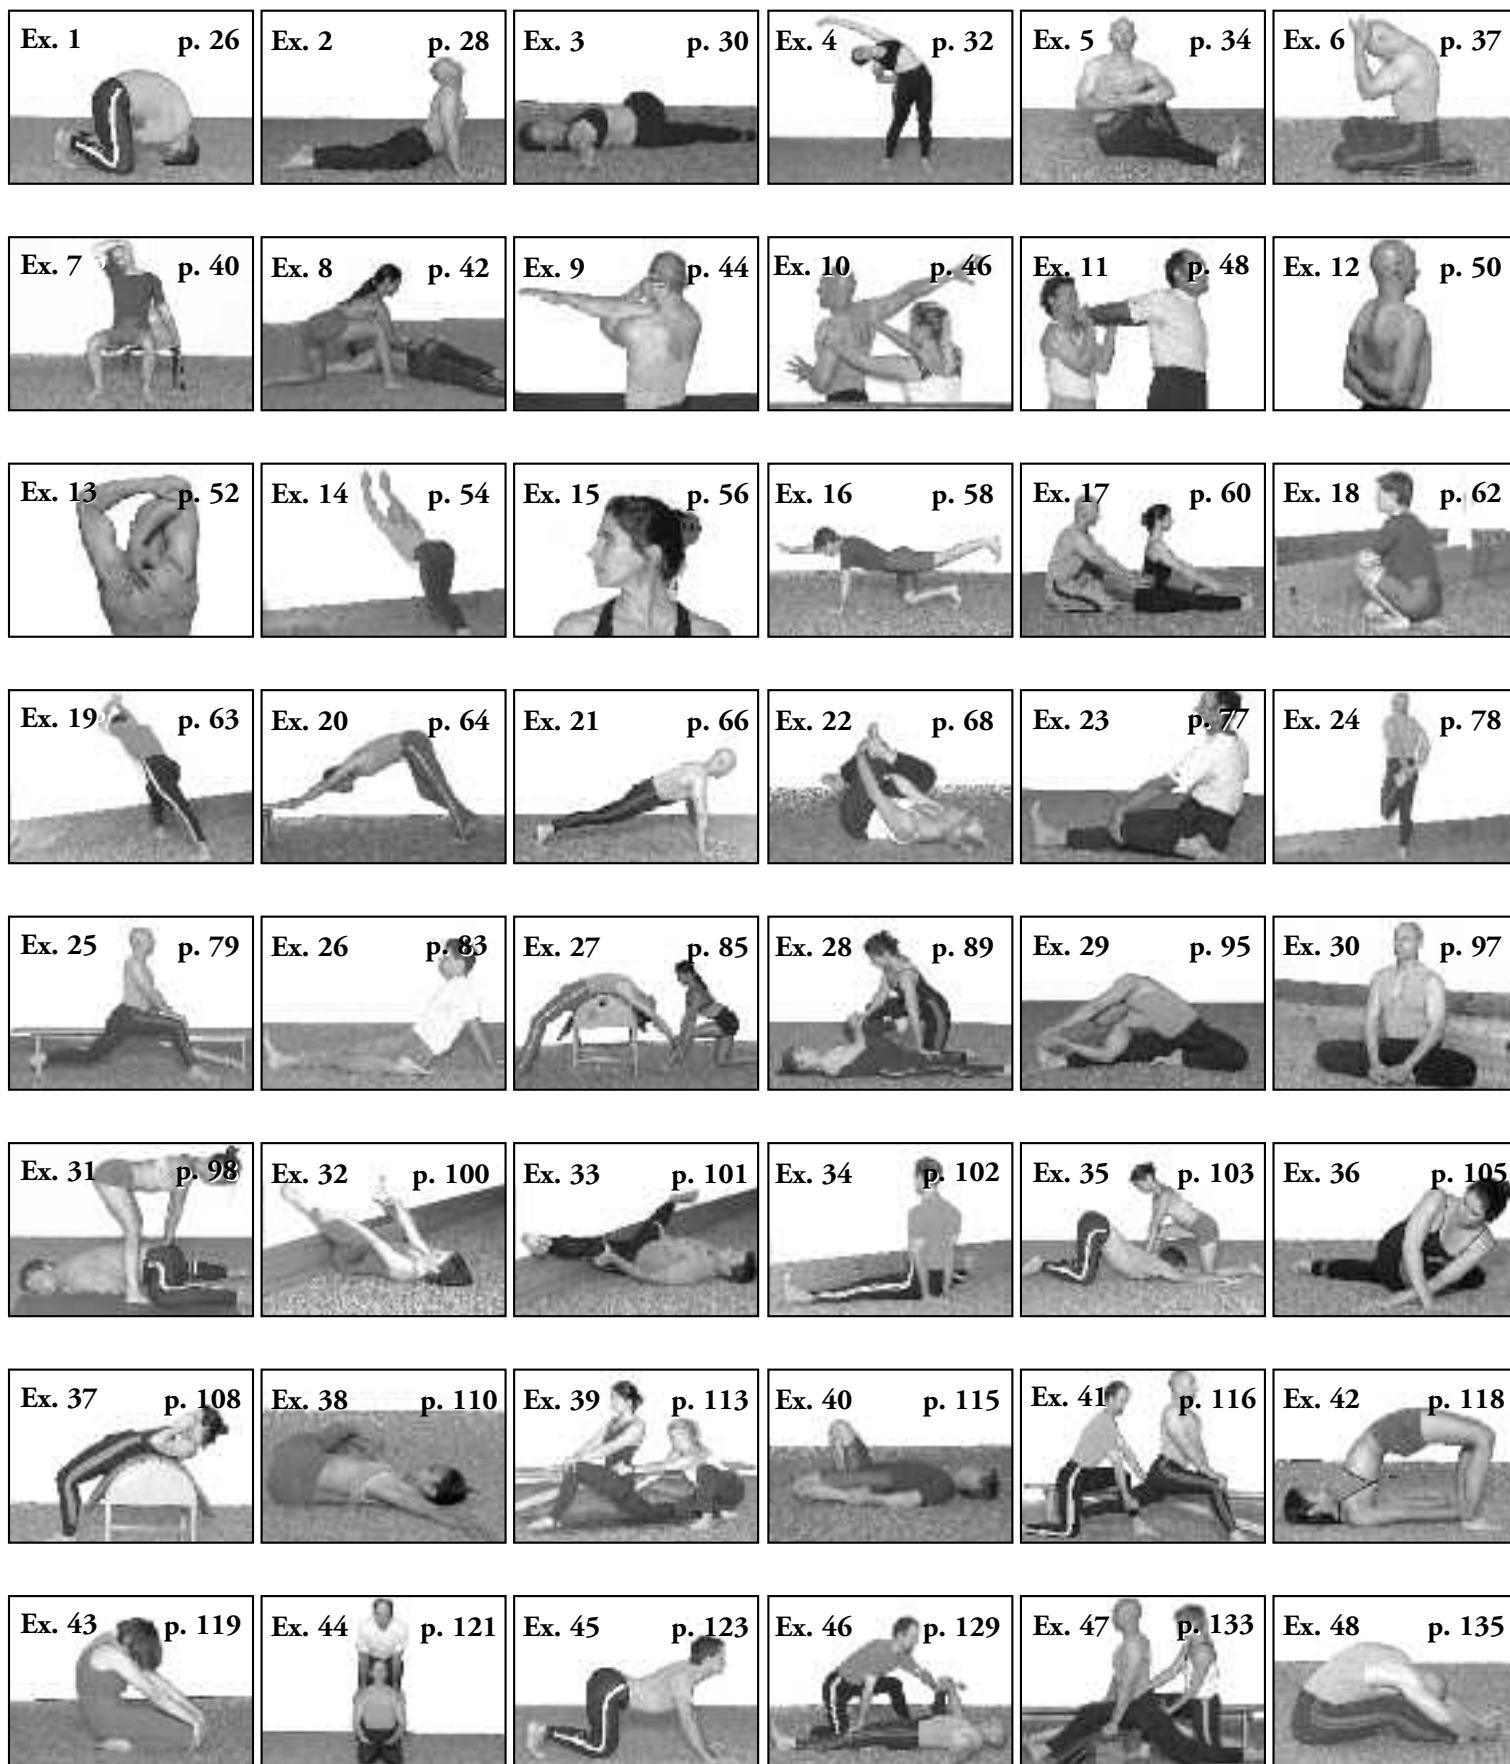 Ex. 1 p. 26
Ex. 2 p. 28
Ex. 3 p. 30
Ex. 4 p. 32
Ex. 5 p. 34
Ex. 6 p. 37
Ex. 7 p. 40
Ex. 8 p. 42
Ex. 9 p. 44
Ex. 10 p. 46
Ex. 11 p. 48
Ex. 12 p. 50
Ex. 13 p. 52
Ex. 14 p. 54
Ex. 15 p. 56
Ex. 16 p. 58
Ex. 17 p. 60
Ex. 18 p. 62
Ex. 19 p. 63
Ex. 20 p. 64
Ex. 21 p. 66
Ex. 22 p. 68
Ex. 23 p. 77
Ex. 24 p. 78
Ex. 25 p. 79
Ex. 26 p. 83
Ex. 27 p. 85
Ex. 28 p. 89
Ex. 29 p. 95
Ex. 30 p. 97
Ex. 31 p. 98
Ex. 32 p. 100
Ex. 33 p. 101
Ex. 34 p. 102
Ex. 35 p. 103
Ex. 36 p. 105
Ex. 37 p. 108
Ex. 38 p. 110
Ex. 39 p. 113
Ex. 40 p. 115
Ex. 41 p. 116
Ex. 42 p. 118
Ex. 43 p. 119
Ex. 44 p. 121
Ex. 45 p. 123
Ex. 46 p. 129
Ex. 47 p. 133
Ex. 48 p. 135